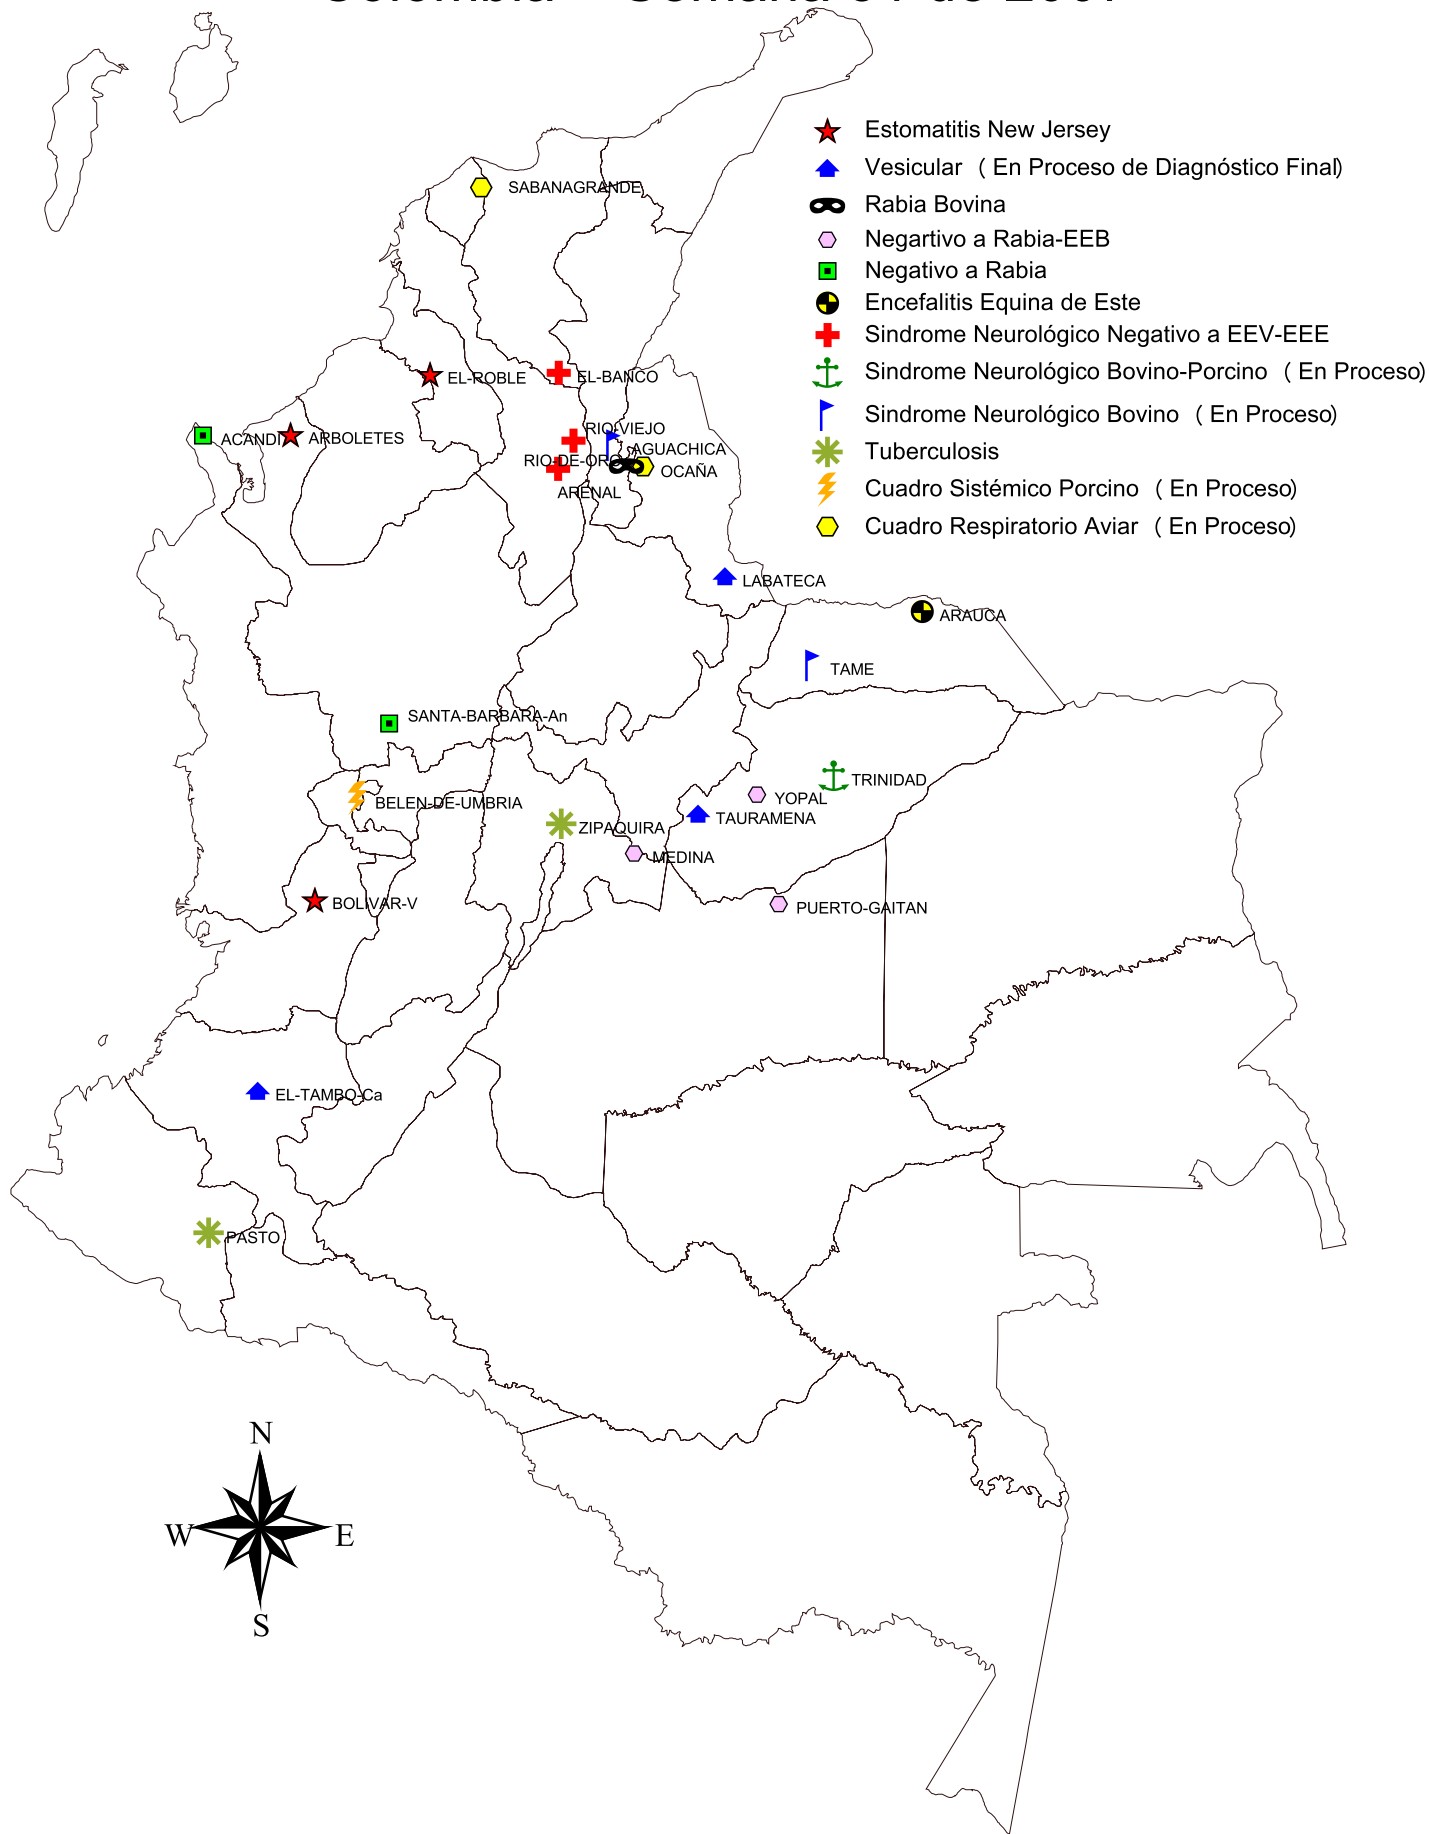 SABANAGRANDE
Estomatitis New Jersey
Vesicular ( En Proceso de Diagnóstico Final)
Rabia Bovina
Negartivo a Rabia-EEB
Negativo a Rabia
Encefalitis Equina de Este
Sindrome Neurológico Negativo a EEV-EEE
Sindrome Neurológico Bovino-Porcino ( En Proceso)
Sindrome Neurológico Bovino ( En Proceso)
Tuberculosis
Cuadro Sistémico Porcino ( En Proceso)
Cuadro Respiratorio Aviar ( En Proceso)
EL-ROBLE
EL-BANCO
ACANDI
ARBOLETES
RIO-VIEJO
AGUACHICA
RIO-DE-ORO
OCAÑA
ARENAL
LABATECA
ARAUCA
TAME
SANTA-BARBARA-An
TRINIDAD
BELEN-DE-UMBRIA
YOPAL
TAURAMENA
ZIPAQUIRA
MEDINA
BOLIVAR-V
PUERTO-GAITAN
EL-TAMBO-Ca
PASTO
N
W
E
S